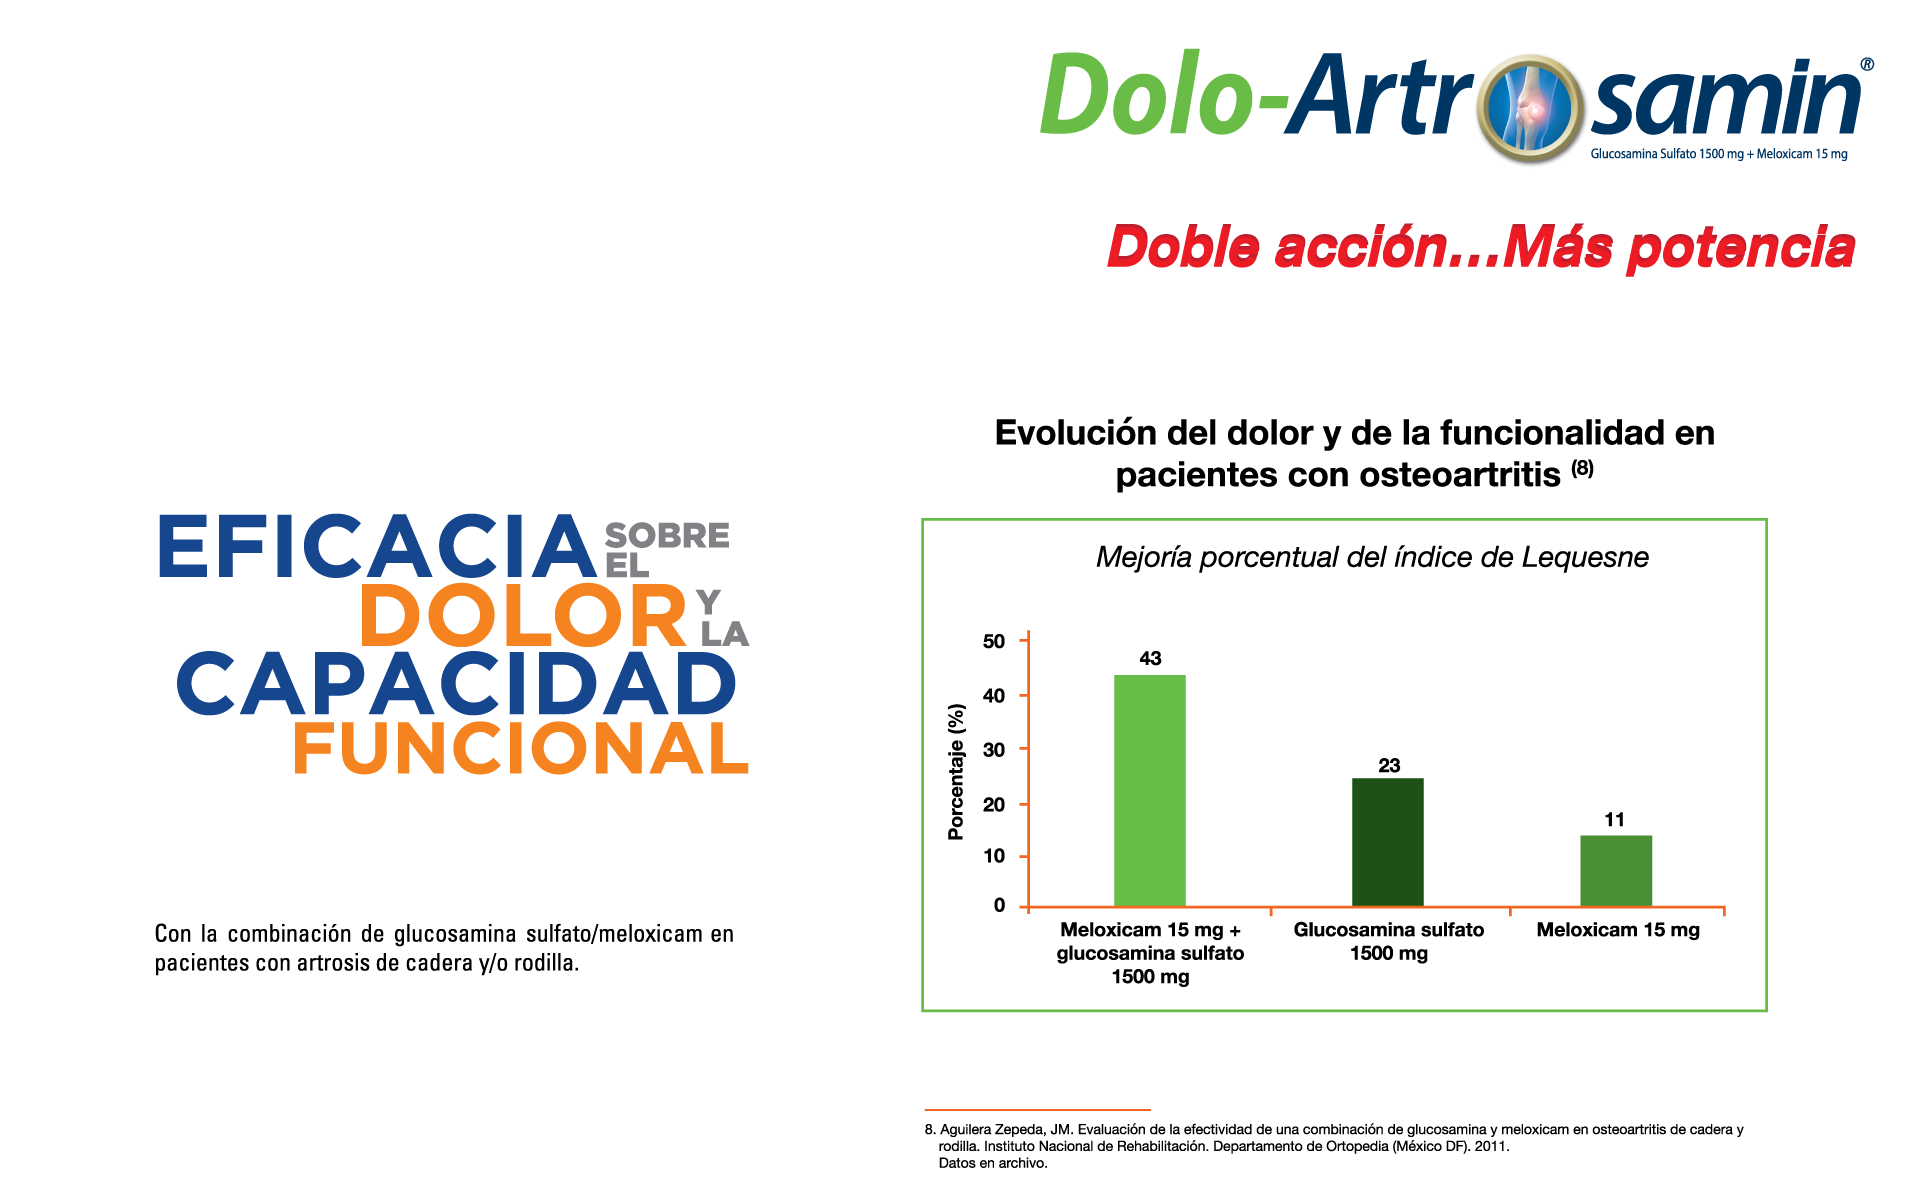 Dolo-Artrosamin®
Glucosamina Sulfato 1500 mg + Meloxicam 15 mg
Doble acción...Más potencia
EFICACIA SOBRE EL
DOLOR Y LA
CAPACIDAD
FUNCIONAL
Con la combinación de glucosamina sulfato/meloxicam en
pacientes con artrosis de cadera y/o rodilla.
Evolución del dolor y de la funcionalidad en
pacientes con osteoartritis (8)
Mejoría porcentual del índice de Lequesne
Porcentaje (%)
50
40
30
20
10
0
43
23
11
Meloxicam 15 mg +
glucosamina sulfato
1500 mg
Glucosamina sulfato
1500 mg
Meloxicam 15 mg
8. Aguilera Zepeda, JM. Evaluación de la efectividad de una combinación de glucosamina y meloxicam en osteoartritis de cadera y
rodilla. Instituto Nacional de Rehabilitación. Departamento de Ortopedia (México DF). 2011.
Datos en archivo.